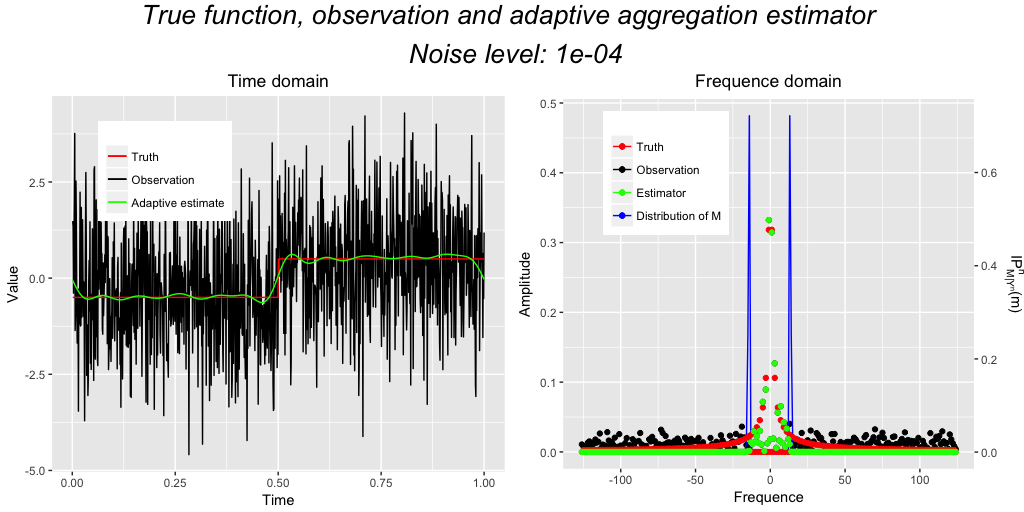 True function, observation and adaptive aggregation estimator
Noise level: 1e-04
Time domain
Truth
Observation
Adaptive estimate
Value
2.5
0.0
-2.5
-5.0
0.00 0.25 0.50 0.75 1.00
Time
Frequence domain
Truth
Observation
Estimator
Distribution of M
Amplitude
0.5
0.4
0.3
0.2
0.1
0.0
0.6
0.4
0.2
0.0
-100 -50 0 50 100
Frequence